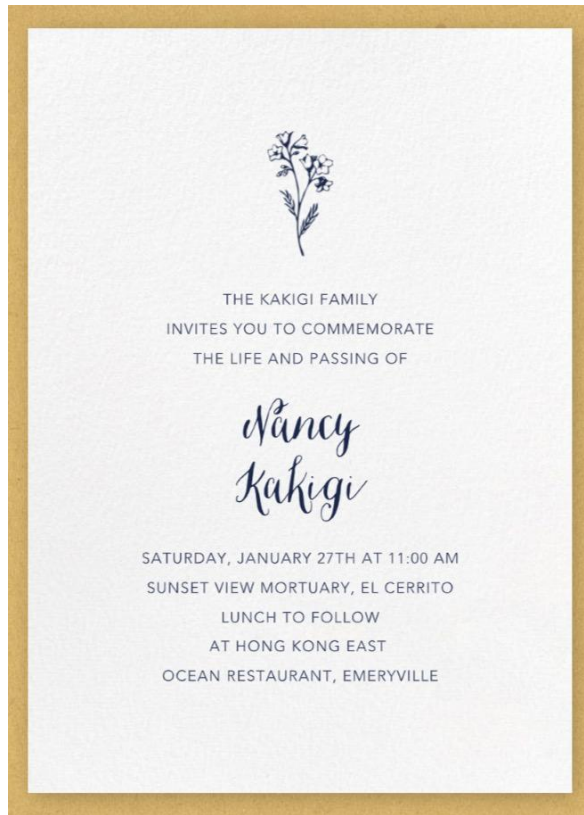 THE KAKIGI FAMILY
INVITES YOU TO COMMEMORATE
THE LIFE AND PASSING OF
Nancy
Kakigi
SATURDAY, JANUARY 27TH AT 11:00 AM
SUNSET VIEW MORTUARY, EL CERRITO
LUNCH TO FOLLOW
AT HONG KONG EAST
OCEAN RESTAURANT, EMERYVILLE